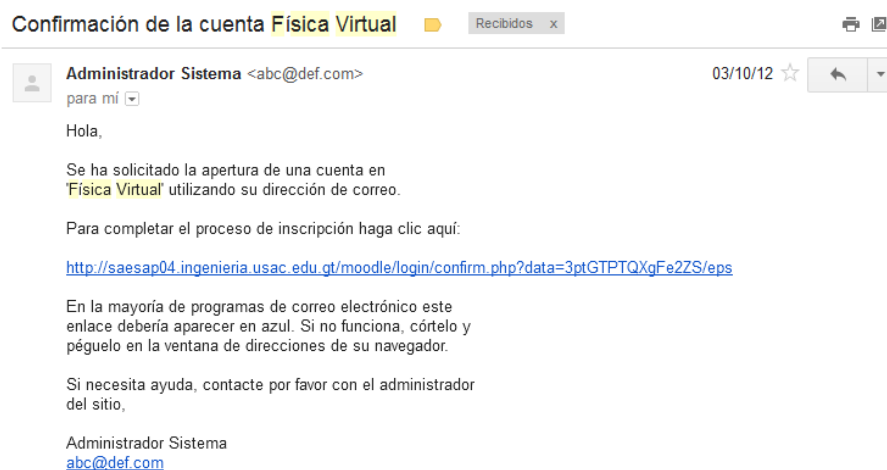 Confirmación de la cuenta Física Virtual
Recibidos x
Administrador Sistema <abc@def.com>
03/10/12
para mí
Hola,
Se ha solicitado la apertura de una cuenta en
'Física Virtual' utilizando su dirección de correo.
Para completar el proceso de inscripción haga clic aquí:
http://saesap04.ingenieria.usac.edu.gt/moodle/login/confirm.php?data=3ptGTPTQXgFe2ZS/eps
En la mayoría de programas de correo electrónico este
enlace debería aparecer en azul. Si no funciona, córtelo y
péguelo en la ventana de direcciones de su navegador.
Si necesita ayuda, contacte por favor con el administrador
del sitio,
Administrador Sistema
abc@def.com